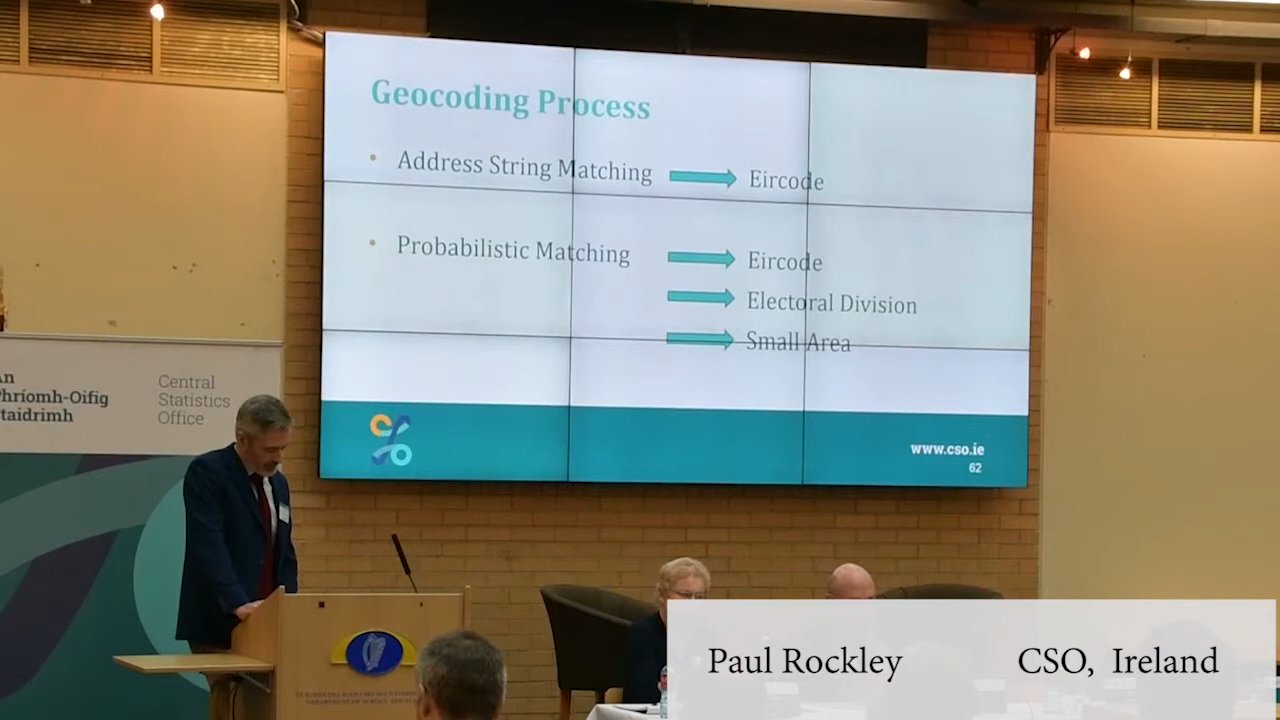 Geocoding Process
• Address String Matching Eircode
• Probabilistic Matching Eircode
Electoral Division
Small Area
www.cso.ie
62
An
Phríomh-Oifig
Staidrimh
Central
Statistics
Office
Paul Rockley CSO, Ireland